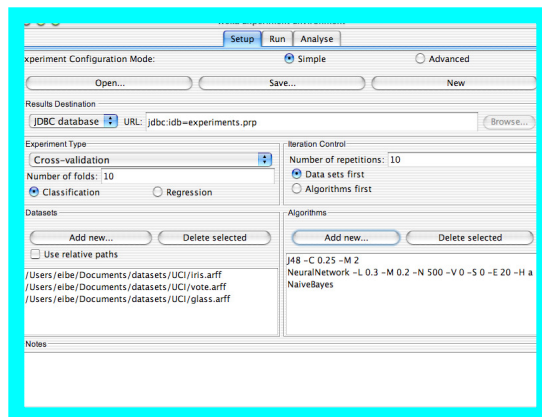 Setup Run Analyse
xperiment Configuration Mode: Simple Advanced
Open... Save... New
Results Destination
JDBC database URL: jdbc:idb=experiments.prp Browse...
Experiment Type
Cross-validation
Number of folds: 10
Classification Regression
Iteration Control
Number of repetitions: 10
Data sets first
Algorithms first
Datasets
Add new... Delete selected
Use relative paths
/Users/eibe/Documents/datasets/UCI/iris.arff
/Users/eibe/Documents/datasets/UCI/vote.arff
/Users/eibe/Documents/datasets/UCI/glass.arff
Algorithms
Add new... Delete selected
J48 -C 0.25 -M 2
NeuralNetwork -L 0.3 -M 0.2 -N 500 -V 0 -S 0 -E 20 -H a
NaiveBayes
Notes